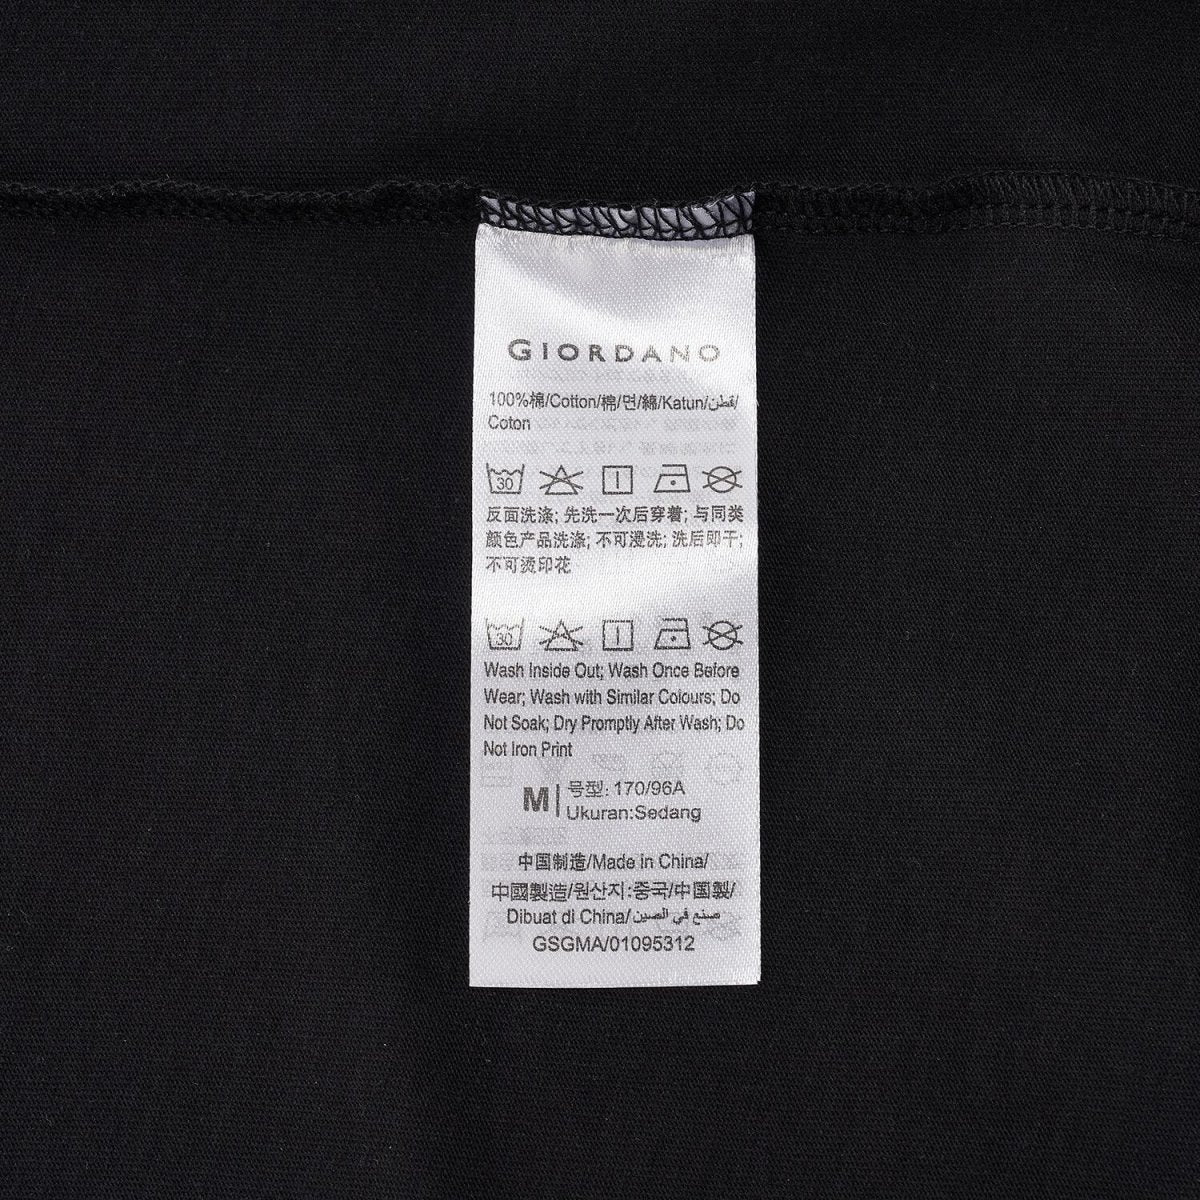 GIORDANO
100%棉/Cotton/棉/면/綿/Katun/قطن/
Coton
30
反面洗涤; 先洗一次后穿着; 与同类
颜色产品洗涤; 不可浸洗; 洗后即干;
不可烫印花
30
Wash Inside Out; Wash Once Before
Wear; Wash with Similar Colours; Do
Not Soak; Dry Promptly After Wash; Do
Not Iron Print
M 号型: 170/96A
Ukuran:Sedang
中国制造/Made in China/
中國製造/원산지:중국/中国製/
Dibuat di China/صنع في الصين
GSGMA/01095312